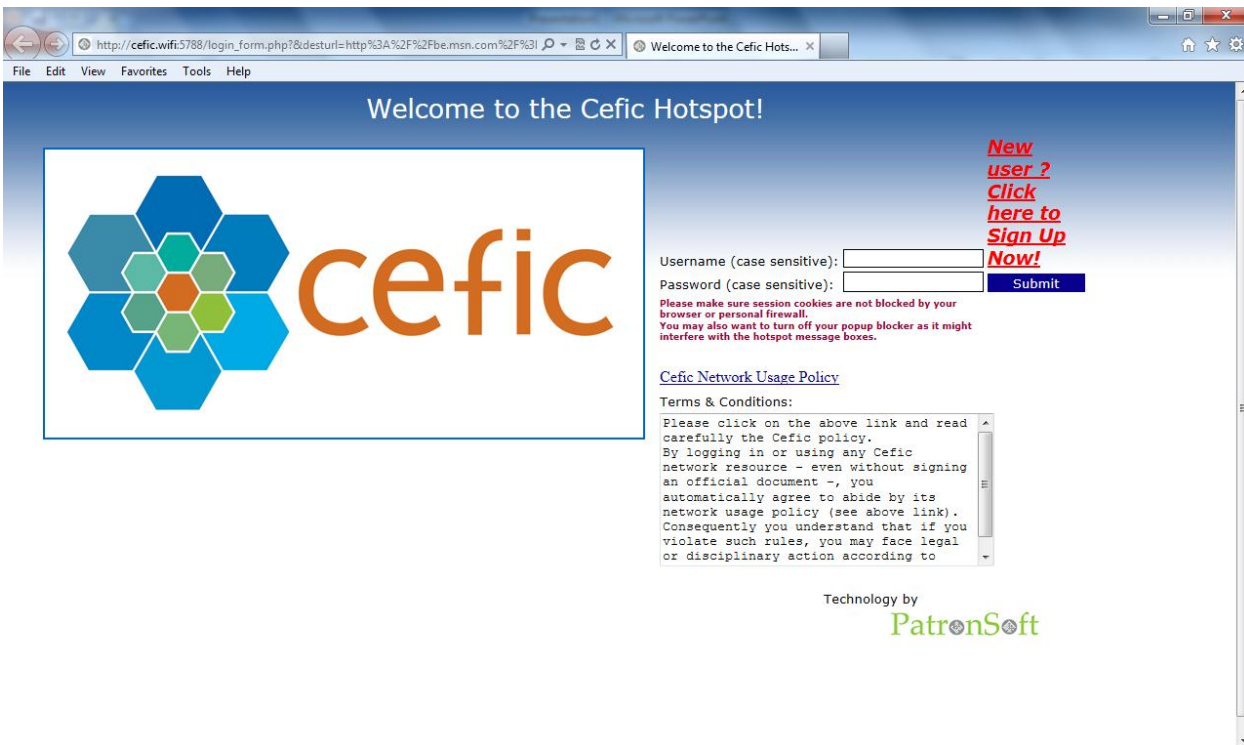 http://cefic.wifi:5788/login_form.php?&desturl=http%3A%2F%2Fbe.msn.com%2F%3
Welcome to the Cefic Hots...
File Edit View Favorites Tools Help
Welcome to the Cefic Hotspot!
cefic
New
user ?
Click
here to
Sign Up
Now!
Username (case sensitive):
Password (case sensitive):
Submit
Please make sure session cookies are not blocked by your
browser or personal firewall.
You may also want to turn off your popup blocker as it might
interfere with the hotspot message boxes.
Cefic Network Usage Policy
Terms & Conditions:
Please click on the above link and read
carefully the Cefic policy.
By logging in or using any Cefic
network resource – even without signing
an official document –, you
automatically agree to abide by its
network usage policy (see above link).
Consequently you understand that if you
violate such rules, you may face legal
or disciplinary action according to
Technology by
PatronSoft